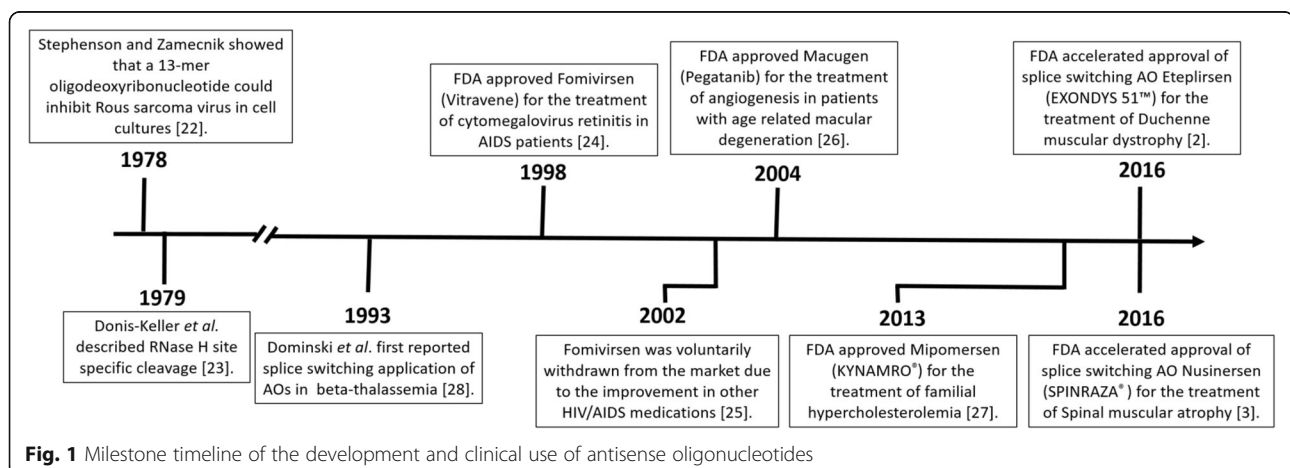 Stephenson and Zamecnik showed
that a 13-mer
oligodeoxyribonucleotide could
inhibit Rous sarcoma virus in cell
cultures [22].
1978
FDA approved Fomivirsen
(Vitravene) for the treatment
of cytomegalovirus retinitis in
AIDS patients [24].
1998
FDA approved Macugen
(Pegatanib) for the treatment
of angiogenesis in patients
with age related macular
degeneration [26].
2004
FDA accelerated approval of
splice switching AO Eteplirsen
(EXONDYS 51™) for the
treatment of Duchenne
muscular dystrophy [2].
2016
1979
Donis-Keller et al.
described RNase H site
specific cleavage [23].
1993
Dominski et al. first reported
splice switching application of
AOs in beta-thalassemia [28].
2002
Fomivirsen was voluntarily
withdrawn from the market due
to the improvement in other
HIV/AIDS medications [25].
2013
FDA approved Mipomersen
(KYNAMRO®) for the
treatment of familial
hypercholesterolemia [27].
2016
FDA accelerated approval of
splice switching AO Nusinersen
(SPINRAZA®) for the treatment
of Spinal muscular atrophy [3].
Fig. 1 Milestone timeline of the development and clinical use of antisense oligonucleotides